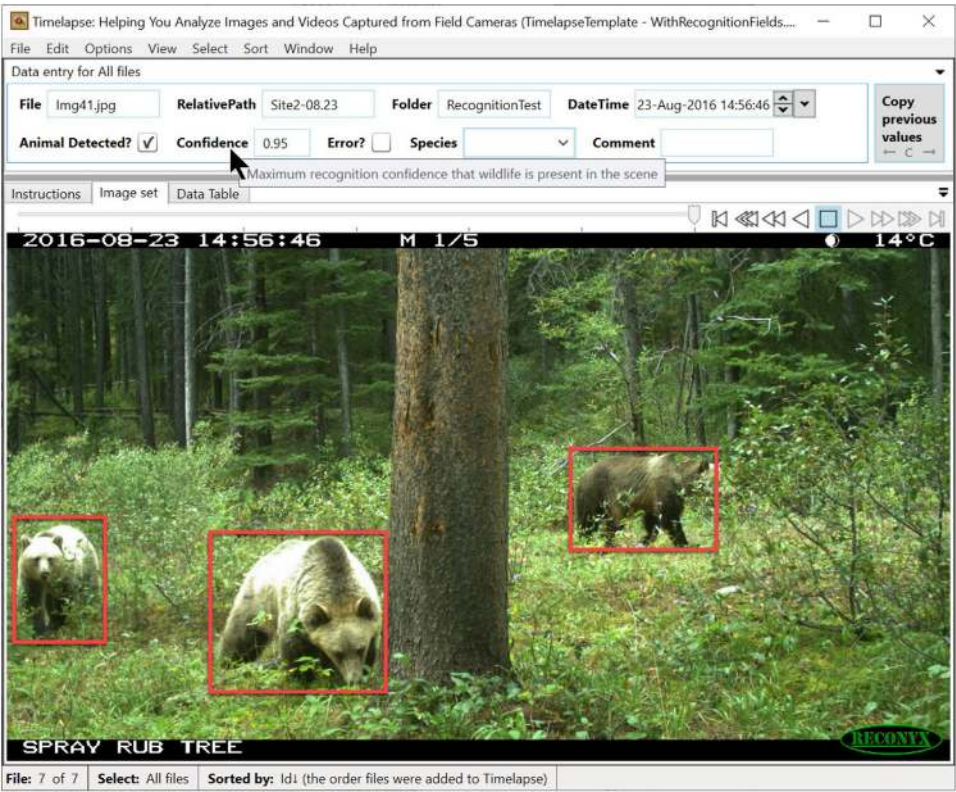 Timelapse: Helping You Analyze Images and Videos Captured from Field Cameras (TimelapseTemplate - WithRecognitionFields....
File Edit Options View Select Sort Window Help
Data entry for All files
File Img41.jpg RelativePath Site2-08.23 Folder RecognitionTest DateTime 23-Aug-2016 14:56:46
Copy
previous
values
← C →
Animal Detected? Confidence 0.95 Error? Species Comment
Maximum recognition confidence that wildlife is present in the scene
Instructions Image set Data Table
2016-08-23 14:56:46 M 1/5 14°C
SPRAY RUB TREE
RECONYX
File: 7 of 7 Select: All files Sorted by: Id↓ (the order files were added to Timelapse)